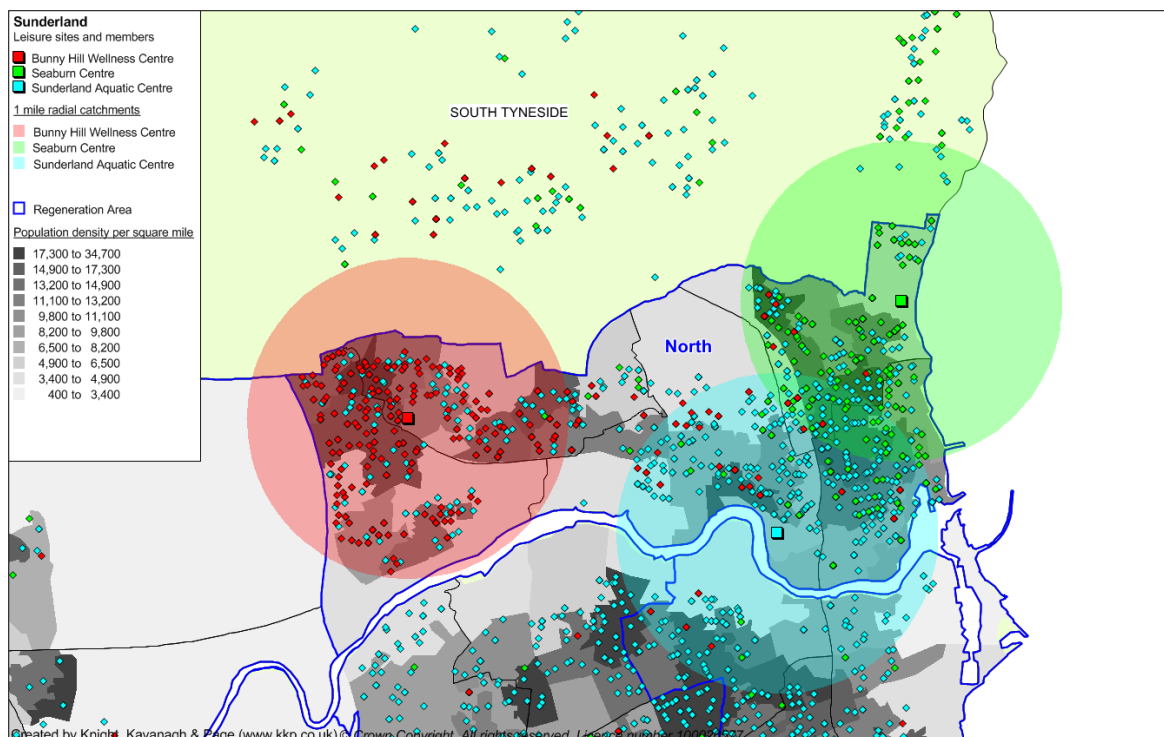 Sunderland
Leisure sites and members
Bunny Hill Wellness Centre
Seaburn Centre
Sunderland Aquatic Centre
1 mile radial catchments
Bunny Hill Wellness Centre
Seaburn Centre
Sunderland Aquatic Centre
Regeneration Area
Population density per square mile
17,300 to 34,700
14,900 to 17,300
13,200 to 14,900
11,100 to 13,200
9,800 to 11,100
8,200 to 9,800
6,500 to 8,200
4,900 to 6,500
3,400 to 4,900
400 to 3,400
SOUTH TYNESIDE
North
Created by Knight, Kavanagh & Page (www.kkp.co.uk) © Crown Copyright. All rights reserved. Licence number